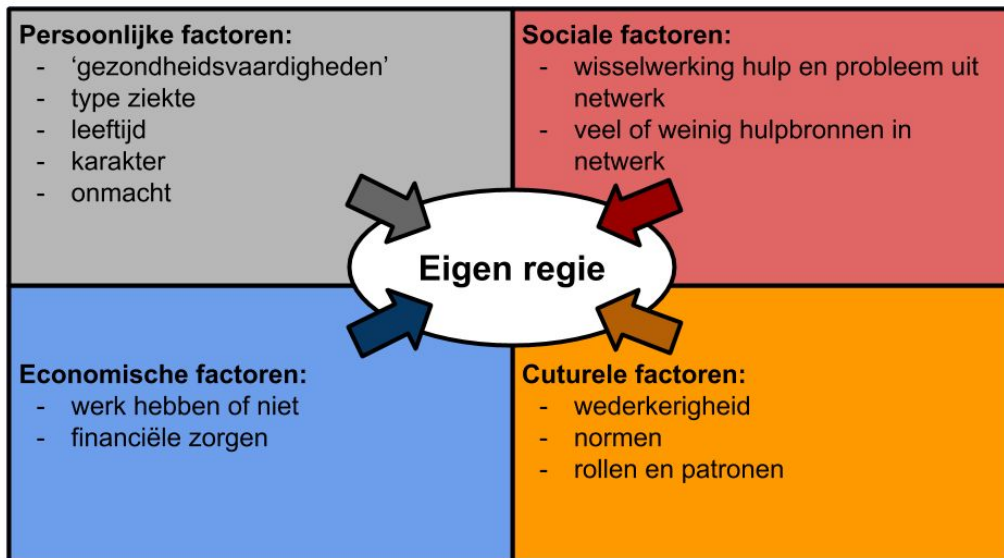 Persoonlijke factoren:
- ‘gezondheidsvaardigheden’
- type ziekte
- leeftijd
- karakter
- onmacht
Sociale factoren:
- wisselwerking hulp en probleem uit
netwerk
- veel of weinig hulpbronnen in
netwerk
Eigen regie
Economische factoren:
- werk hebben of niet
- financiële zorgen
Cuturele factoren:
- wederkerigheid
- normen
- rollen en patronen